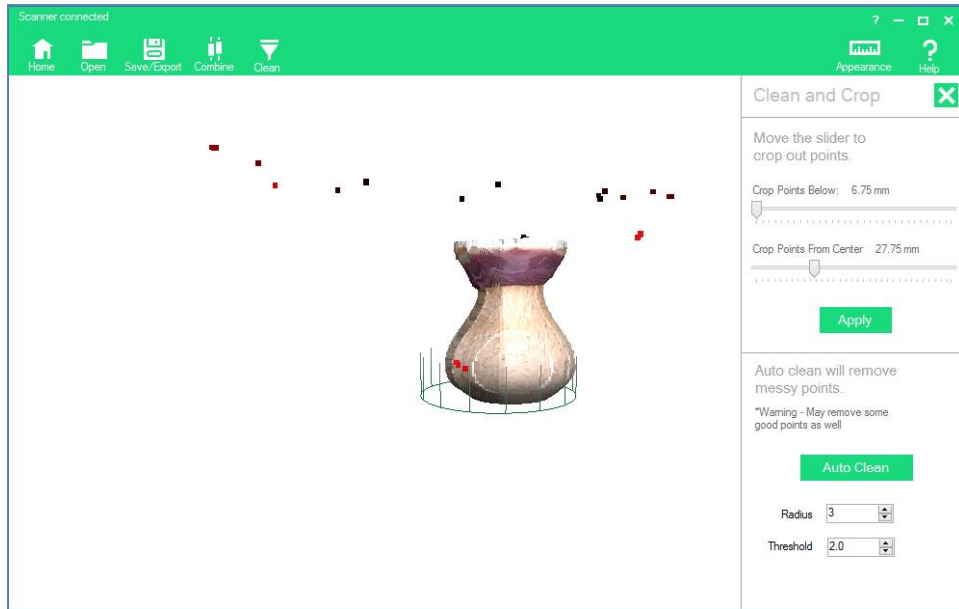 Scanner connected
?
Home Open Save/Export Combine Clean Appearance Help
Clean and Crop
Move the slider to
crop out points.
Crop Points Below: 6.75 mm
Crop Points From Center 27.75 mm
Apply
Auto clean will remove
messy points.
*Warning - May remove some
good points as well
Auto Clean
Radius 3
Threshold 2.0